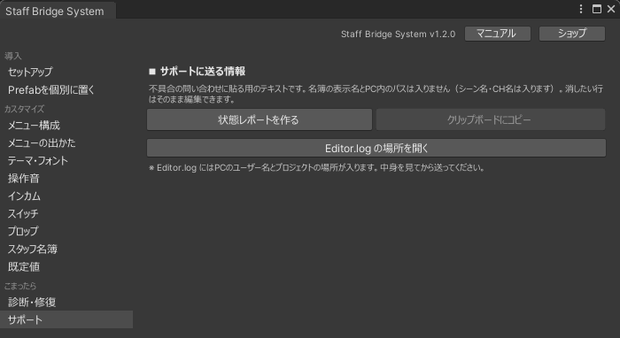 Staff Bridge System
Staff Bridge System v1.2.0
マニュアル
ショップ
導入
セットアップ
Prefabを個別に置く
カスタマイズ
メニュー構成
メニューの出かた
テーマ・フォント
操作音
インカム
スイッチ
プロップ
スタッフ名簿
既定値
こまったら
診断・修復
サポート
■ サポートに送る情報
不具合の問い合わせに貼る用のテキストです。名簿の表示名とPC内のパスは入りません（シーン名・CH名は入ります）。消したい行
はそのまま編集できます。
状態レポートを作る
クリップボードにコピー
Editor.log の場所を開く
※ Editor.log にはPCのユーザー名とプロジェクトの場所が入ります。中身を見てから送ってください。